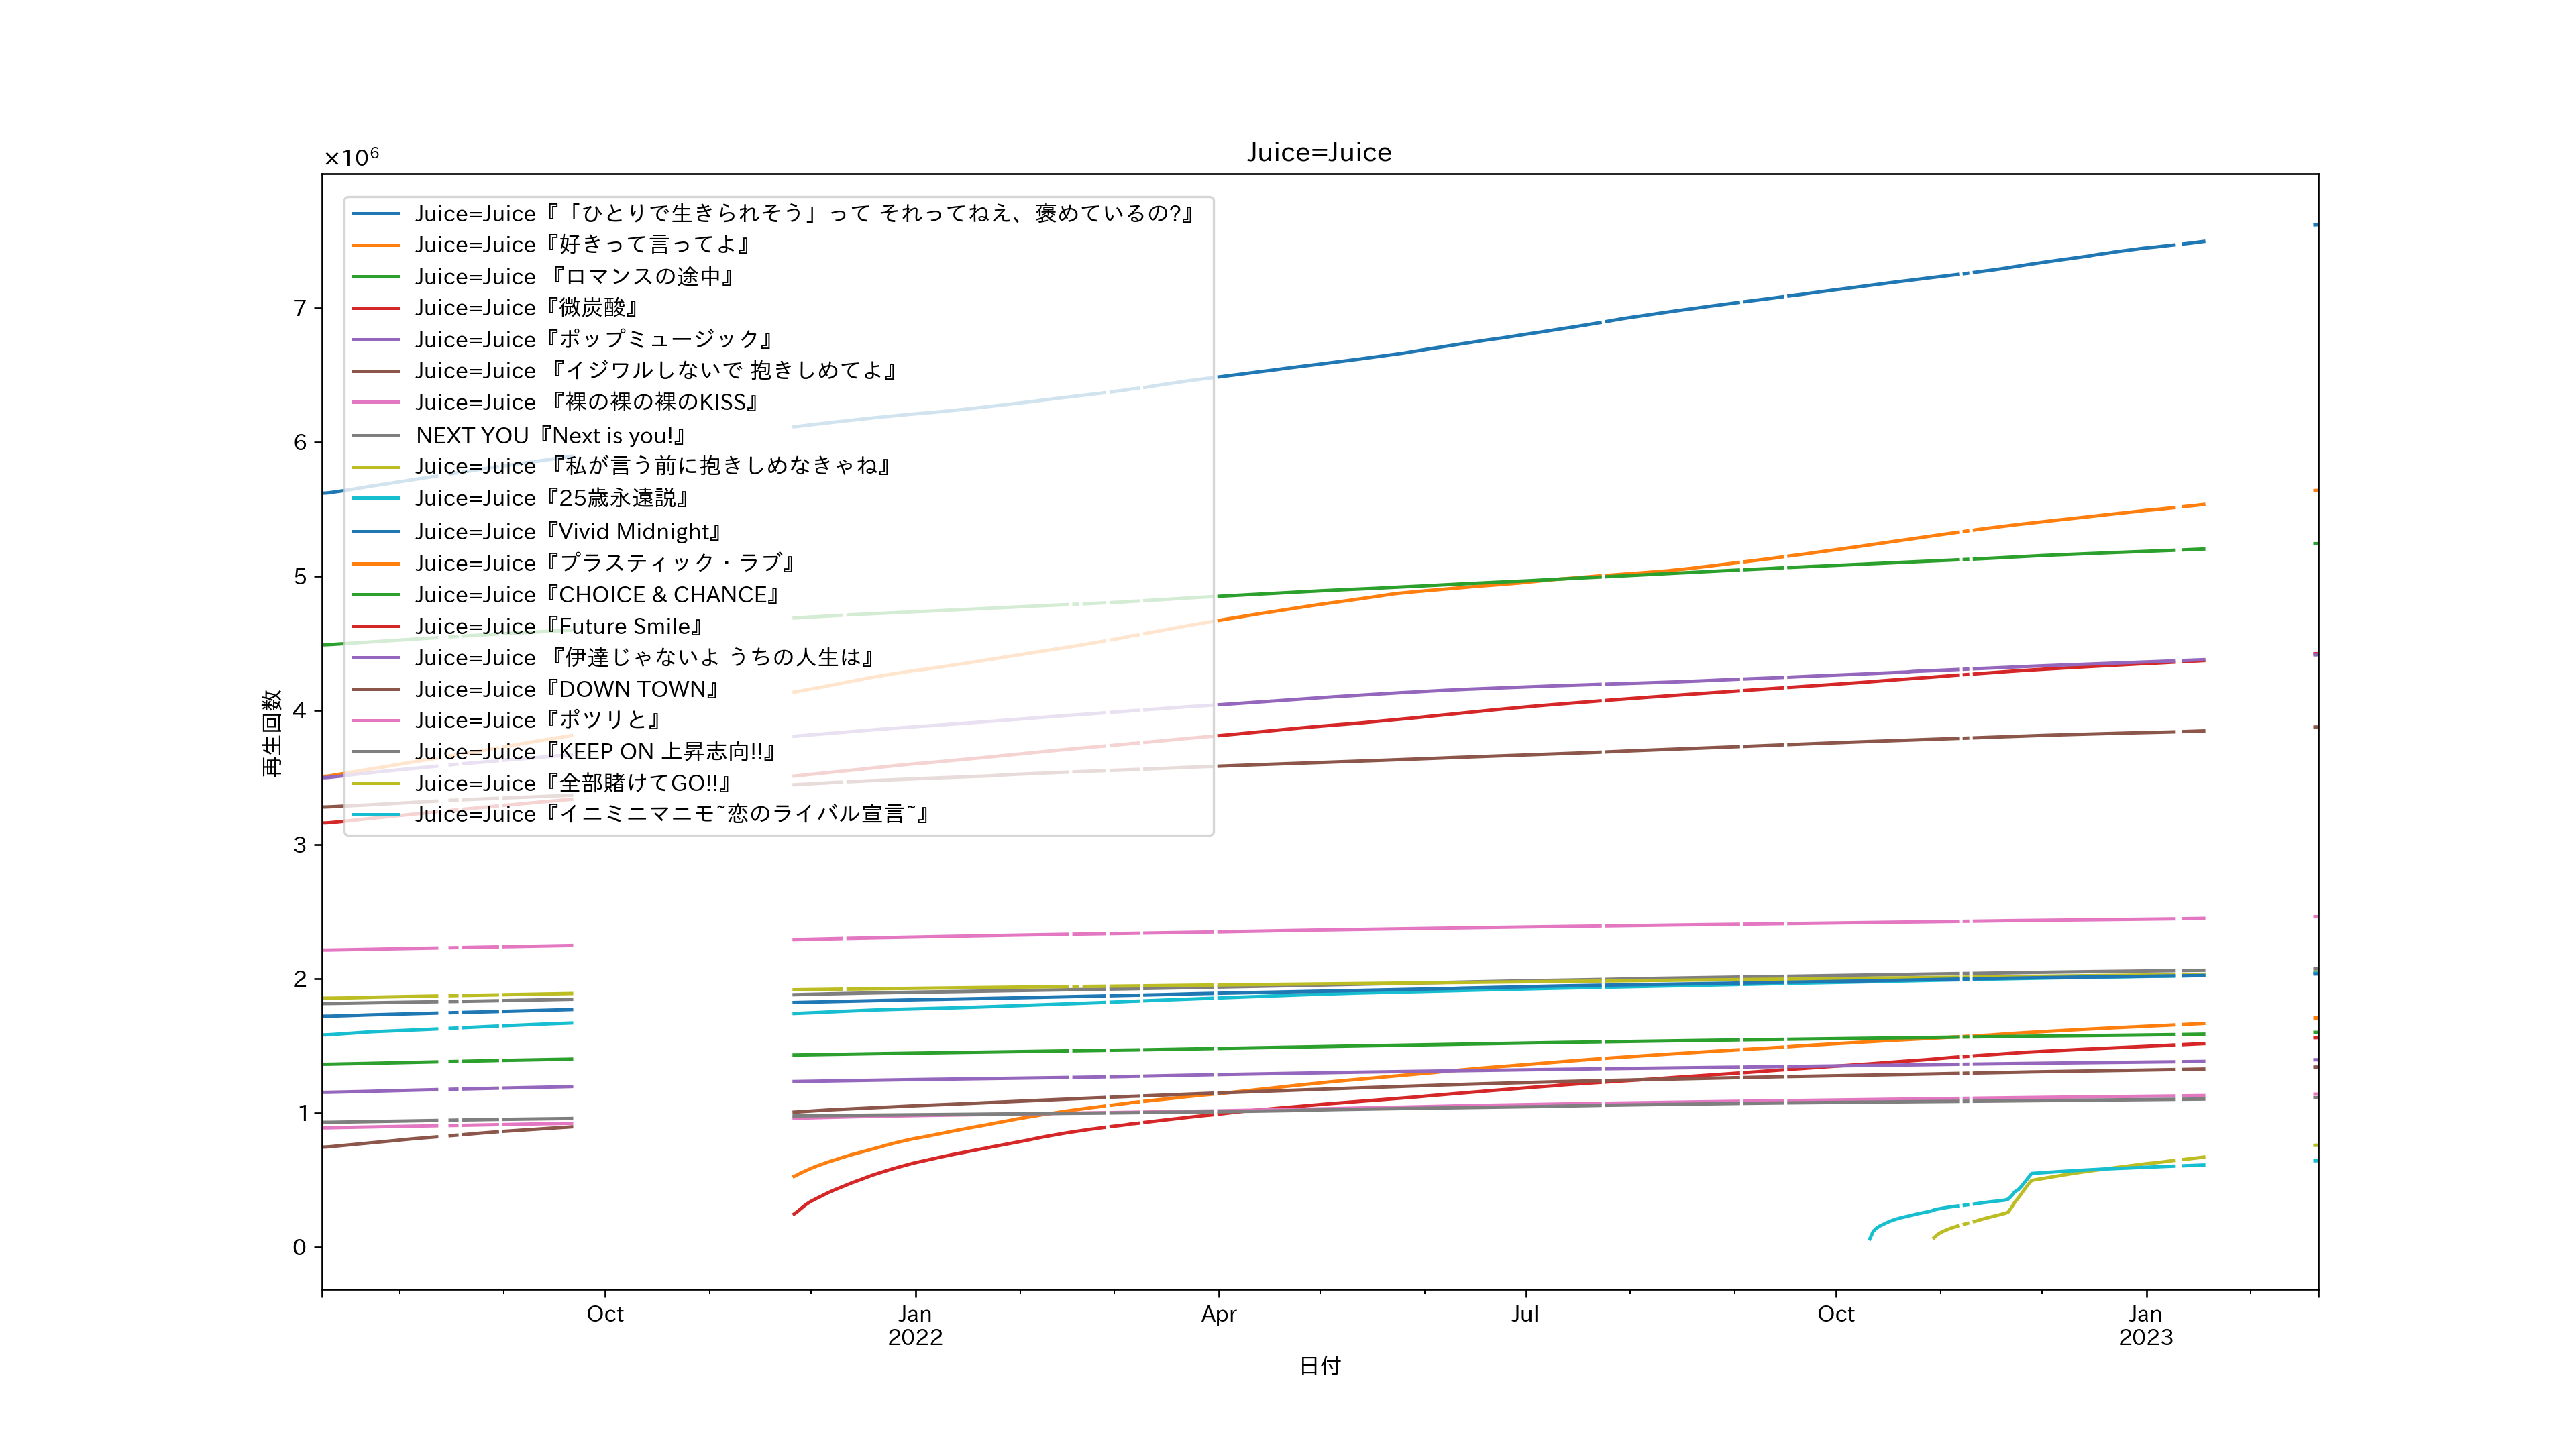 Juice=Juice
×10⁶
Juice=Juice『「ひとりで生きられそう」って それってねえ、褒めているの?』
Juice=Juice『好きって言ってよ』
Juice=Juice 『ロマンスの途中』
Juice=Juice『微炭酸』
Juice=Juice『ポップミュージック』
Juice=Juice 『イジワルしないで 抱きしめてよ』
Juice=Juice 『裸の裸の裸のKISS』
NEXT YOU『Next is you!』
Juice=Juice 『私が言う前に抱きしめなきゃね』
Juice=Juice『25歳永遠説』
Juice=Juice『Vivid Midnight』
Juice=Juice『プラスティック・ラブ』
Juice=Juice『CHOICE & CHANCE』
Juice=Juice『Future Smile』
Juice=Juice 『伊達じゃないよ うちの人生は』
Juice=Juice『DOWN TOWN』
Juice=Juice『ポツリと』
Juice=Juice『KEEP ON 上昇志向!!』
Juice=Juice『全部賭けてGO!!』
Juice=Juice『イニミニマニモ~恋のライバル宣言~』
再生回数
7
6
5
4
3
2
1
0
Oct
Jan
2022
Apr
Jul
Oct
Jan
2023
日付